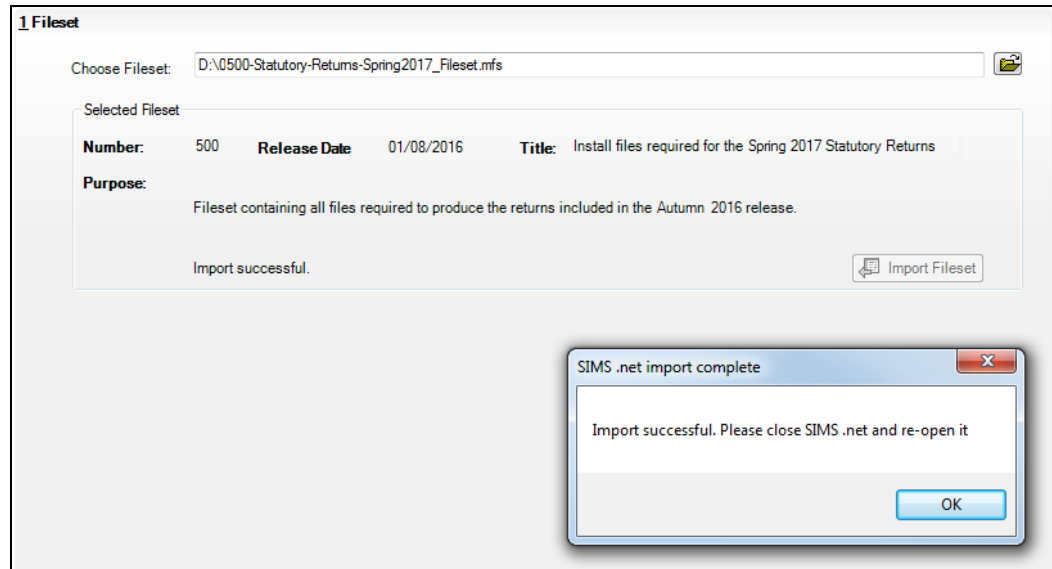 1 Fileset
Choose Fileset: D:\0500-Statutory-Returns-Spring2017_Fileset.mfs
Selected Fileset
Number: 500 Release Date 01/08/2016 Title: Install files required for the Spring 2017 Statutory Returns
Purpose:
Fileset containing all files required to produce the returns included in the Autumn 2016 release.
Import successful. Import Fileset
SIMS .net import complete
Import successful. Please close SIMS .net and re-open it
OK